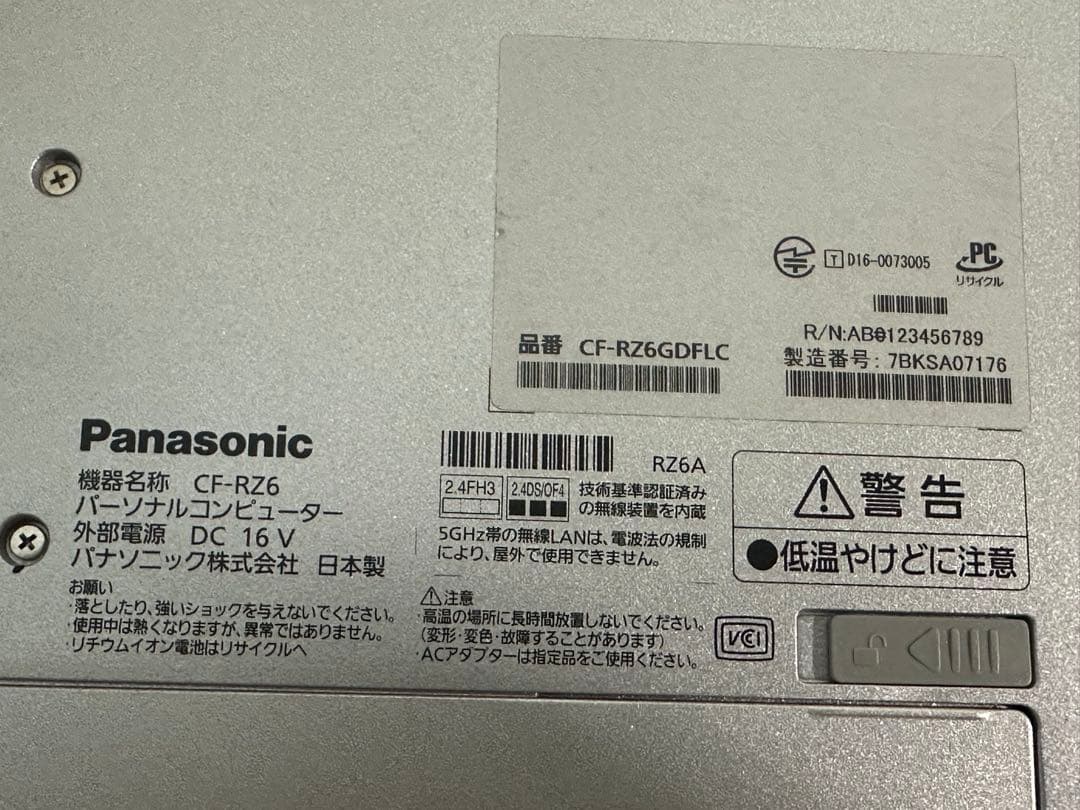 T D16-0073005
PC
リサイクル
R/N:AB0123456789
品番 CF-RZ6GDFLC
製造番号: 7BKSA07176
Panasonic
機器名称 CF-RZ6
パーソナルコンピューター
外部電源 DC 16 V
パナソニック株式会社 日本製
お願い
・落としたり、強いショックを与えないでください。
・使用中は熱くなりますが、異常ではありません。
・リチウムイオン電池はリサイクルへ
RZ6A
2.4FH3 2.4DS/OF4 技術基準認証済み
の無線装置を内蔵
5GHz帯の無線LANは、電波法の規制
により、屋外で使用できません。
⚠注意
・高温の場所に長時間放置しないでください。
(変形・変色・故障することがあります)
・ACアダプターは指定品をご使用ください。
VCCI
⚠警告
●低温やけどに注意